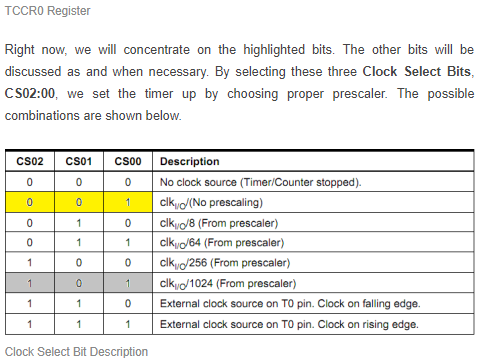 TCCR0 Register
Right now, we will concentrate on the highlighted bits. The other bits will be
discussed as and when necessary. By selecting these three Clock Select Bits,
CS02:00, we set the timer up by choosing proper prescaler. The possible
combinations are shown below.
CS02 CS01 CS00 Description
0 0 0 No clock source (Timer/Counter stopped).
0 0 1 clkI/O/(No prescaling)
0 1 0 clkI/O/8 (From prescaler)
0 1 1 clkI/O/64 (From prescaler)
1 0 0 clkI/O/256 (From prescaler)
1 0 1 clkI/O/1024 (From prescaler)
1 1 0 External clock source on T0 pin. Clock on falling edge.
1 1 1 External clock source on T0 pin. Clock on rising edge.
Clock Select Bit Description